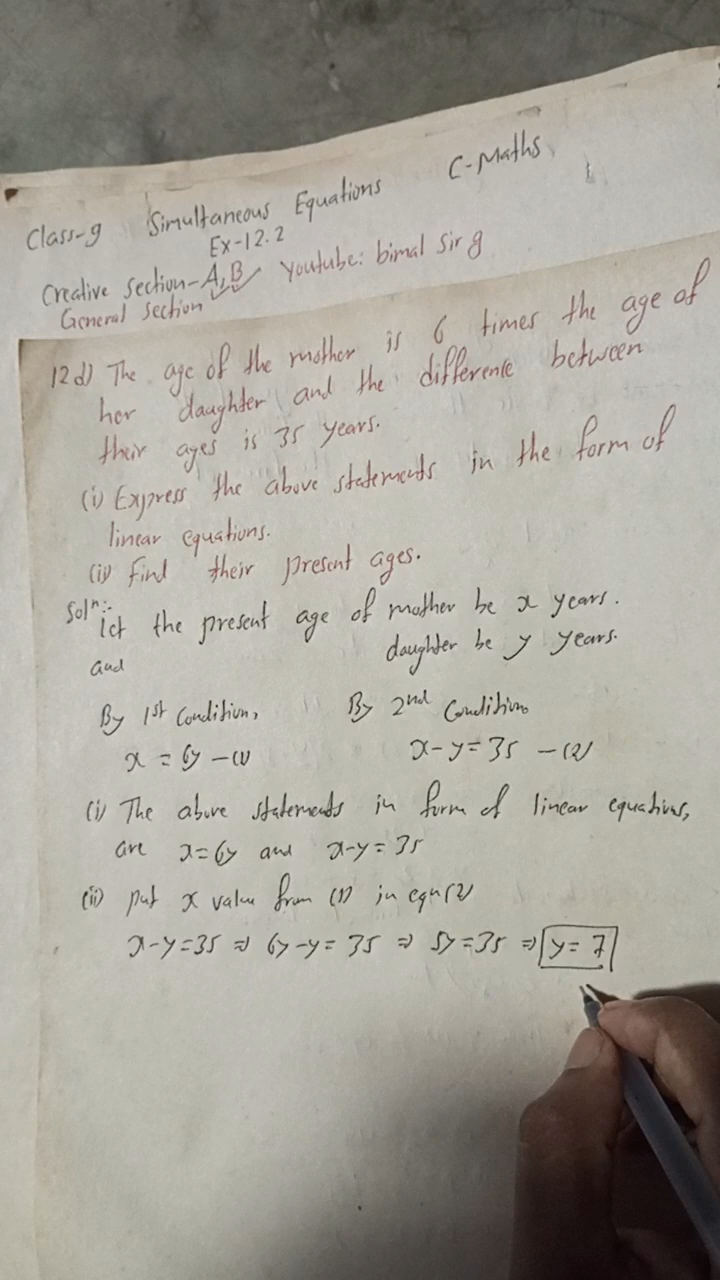 C-Maths
Class-9 Simultaneous Equations
Ex-12.2
Creative section-A,B Youtube: bimal Sir g
General section
12d) The age of the mother is 6 times the age of
her daughter and the difference between
their ages is 35 years.
(i) Express the above statements in the form of
linear equations.
(ii) find their present ages.
Solⁿ:-
let the present age of mother be x years.
and daughter be y years.
By 1st Condition, By 2nd Condition,
x = 6y -(1) x-y=35 -(2)
(i) The above statements in form of linear equations,
are x=6y and x-y=35
(ii) put x value from (1) in eqn(2)
x-y=35 ⇒ 6y-y=35 ⇒ 5y=35 ⇒ y=7